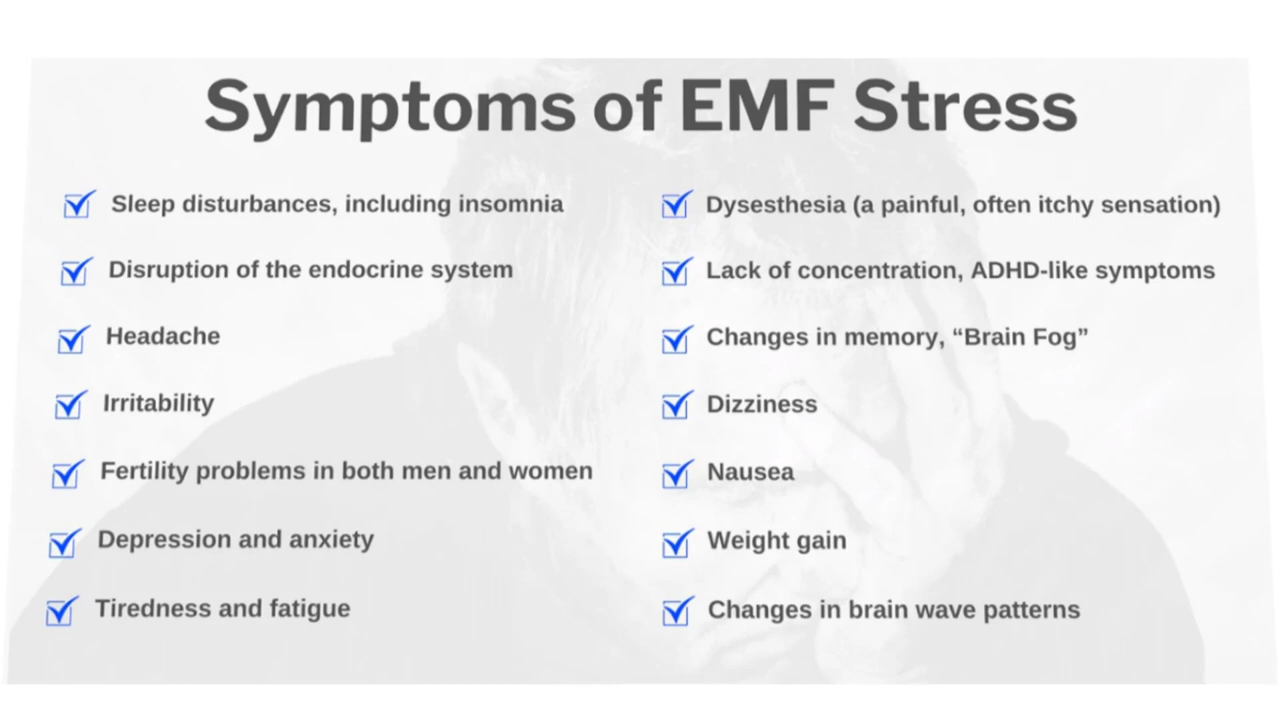 Symptoms of EMF Stress
Sleep disturbances, including insomnia
Disruption of the endocrine system
Headache
Irritability
Fertility problems in both men and women
Depression and anxiety
Tiredness and fatigue
Dysesthesia (a painful, often itchy sensation)
Lack of concentration, ADHD-like symptoms
Changes in memory, “Brain Fog”
Dizziness
Nausea
Weight gain
Changes in brain wave patterns